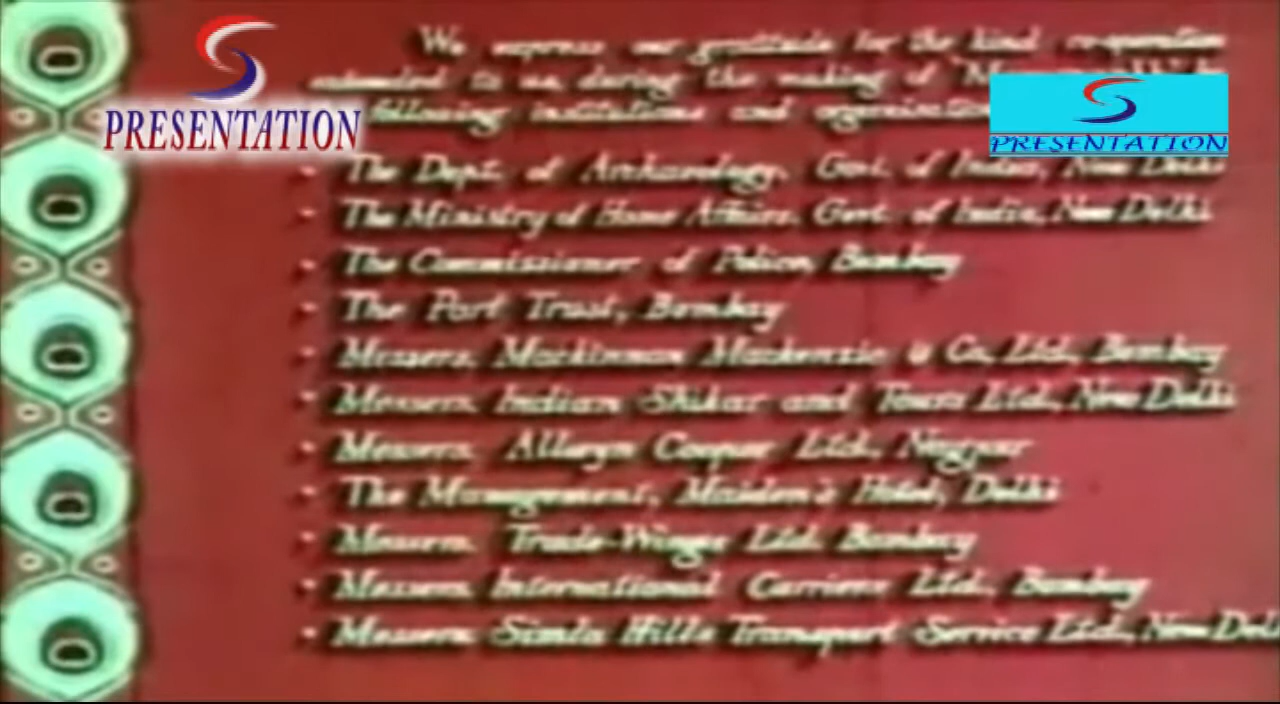 We express our gratitude for the kind co-operation
extended to us, during the making of
following institutions and
PRESENTATION
PRESENTATION
• The Dept. of Archaeology, Govt. of India, New Delhi
• The Ministry of Home Affairs, Govt. of India, New Delhi
• The Commissioner of Police, Bombay
• The Port Trust, Bombay
• Messers. Mackinnon Mackenzie & Co, Ltd., Bombay
• Messers. Indian Shikar and Tours Ltd., New Delhi
• Messers. Cooper Ltd., Nagpur
• The Management, Maiden's Hotel, Delhi
• Messers. Trade-Wings Ltd. Bombay
• Messers. International Carriers Ltd., Bombay
• Messers. Simla Hills Transport Service Ltd., New Del